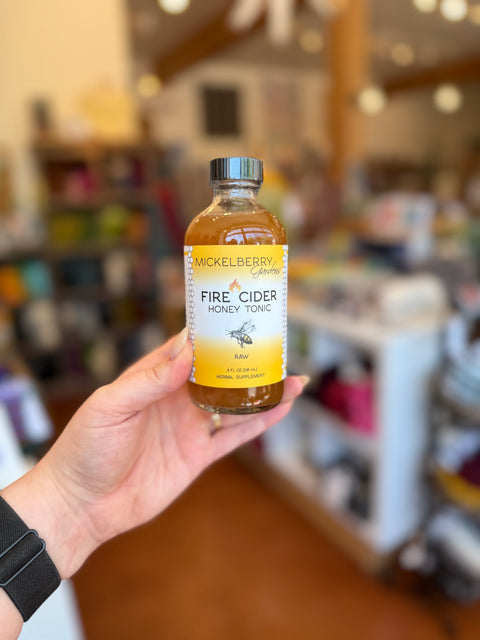 MICKELBERRY
Gardens
FIRE CIDER
HONEY TONIC
RAW
8 FL OZ (236 mL)
HERBAL SUPPLEMENT